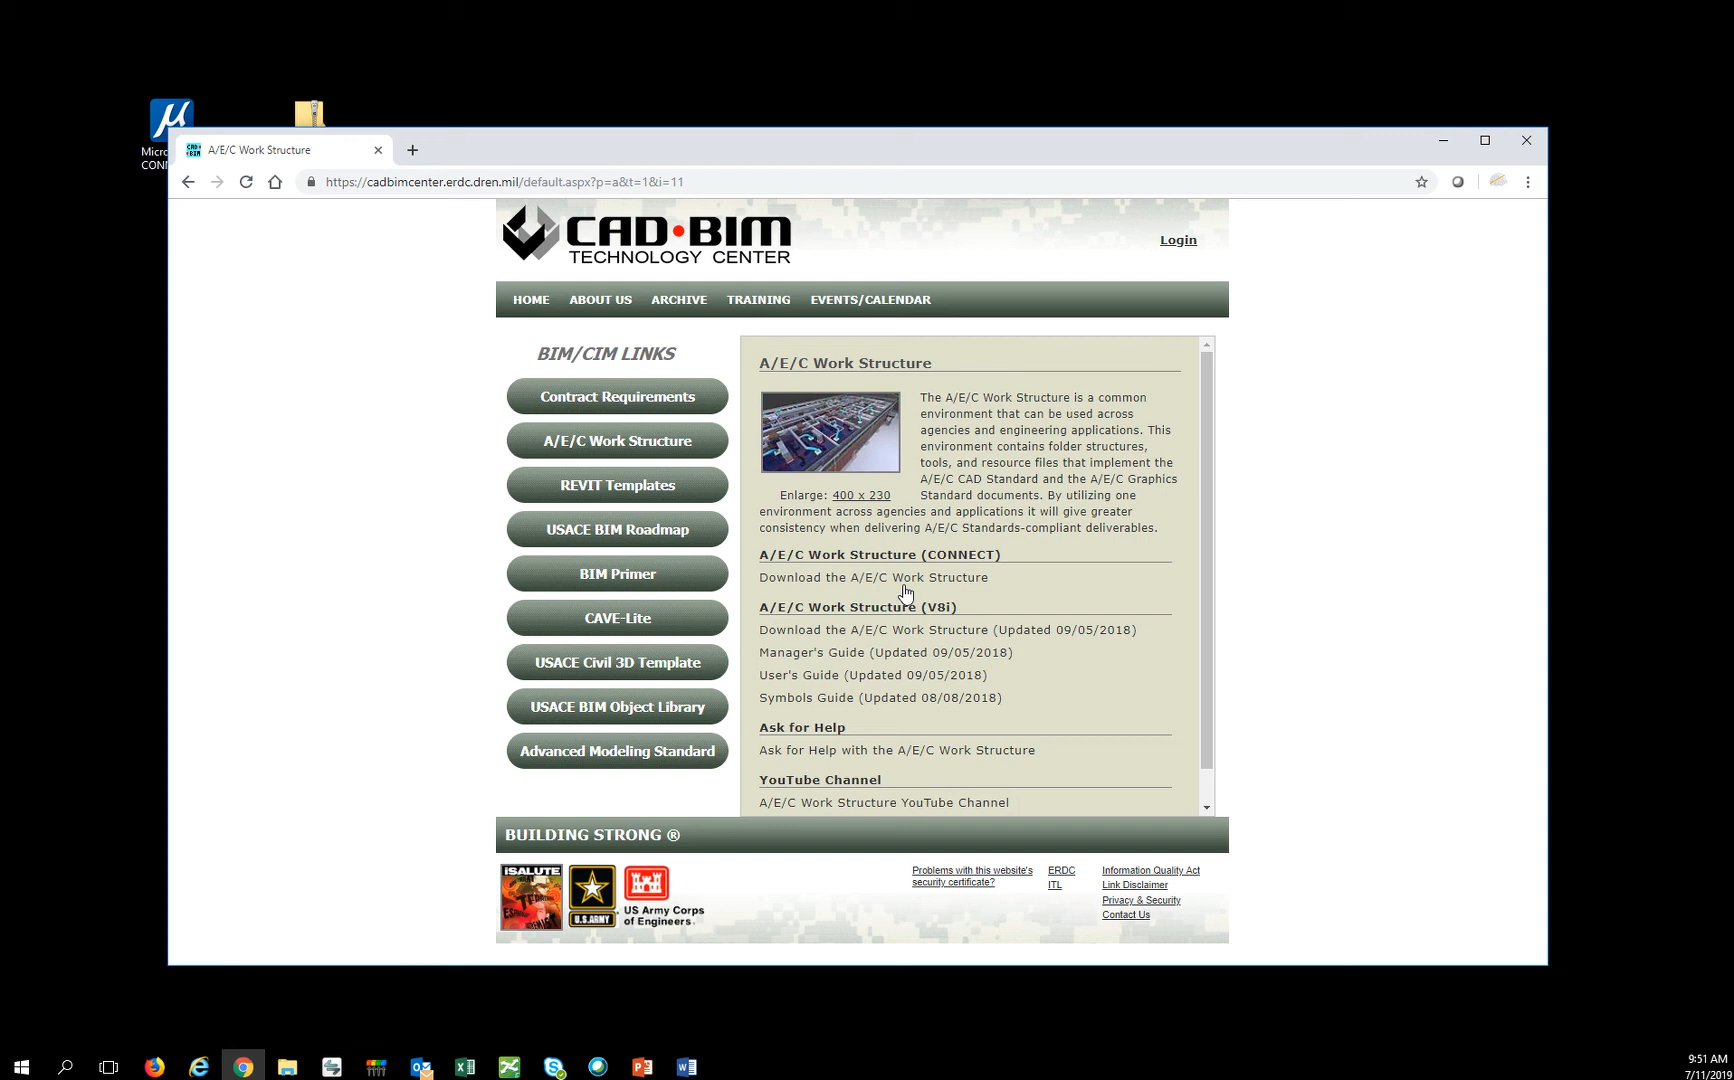 Micro
CONN
A/E/C Work Structure
https://cadbimcenter.erdc.dren.mil/default.aspx?p=a&t=1&i=11
CAD•BIM
TECHNOLOGY CENTER
Login
HOME ABOUT US ARCHIVE TRAINING EVENTS/CALENDAR
BIM/CIM LINKS
Contract Requirements
A/E/C Work Structure
REVIT Templates
USACE BIM Roadmap
BIM Primer
CAVE-Lite
USACE Civil 3D Template
USACE BIM Object Library
Advanced Modeling Standard
A/E/C Work Structure
The A/E/C Work Structure is a common
environment that can be used across
agencies and engineering applications. This
environment contains folder structures,
tools, and resource files that implement the
A/E/C CAD Standard and the A/E/C Graphics
Enlarge: 400 x 230 Standard documents. By utilizing one
environment across agencies and applications it will give greater
consistency when delivering A/E/C Standards-compliant deliverables.
A/E/C Work Structure (CONNECT)
Download the A/E/C Work Structure
A/E/C Work Structure (V8i)
Download the A/E/C Work Structure (Updated 09/05/2018)
Manager's Guide (Updated 09/05/2018)
User's Guide (Updated 09/05/2018)
Symbols Guide (Updated 08/08/2018)
Ask for Help
Ask for Help with the A/E/C Work Structure
YouTube Channel
A/E/C Work Structure YouTube Channel
BUILDING STRONG ®
iSALUTE
U.S.ARMY
US Army Corps
of Engineers.
Problems with this website's
security certificate?
ERDC
ITL
Information Quality Act
Link Disclaimer
Privacy & Security
Contact Us
9:51 AM
7/11/2019